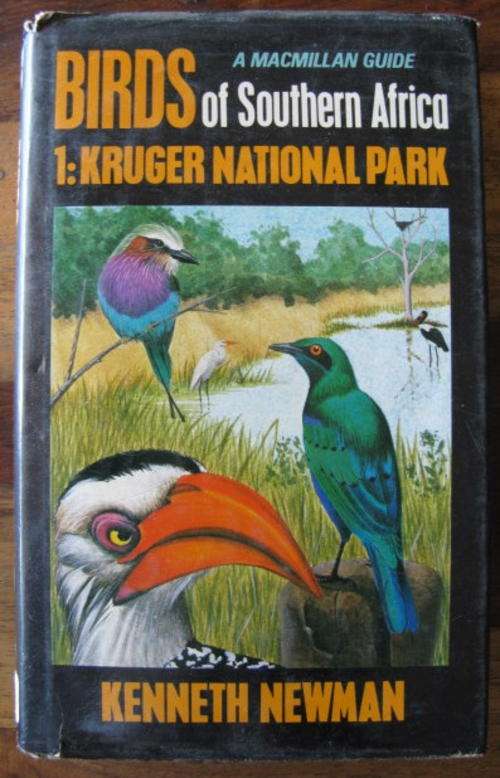 A MACMILLAN GUIDE
BIRDS of Southern Africa
1: KRUGER NATIONAL PARK
KENNETH NEWMAN